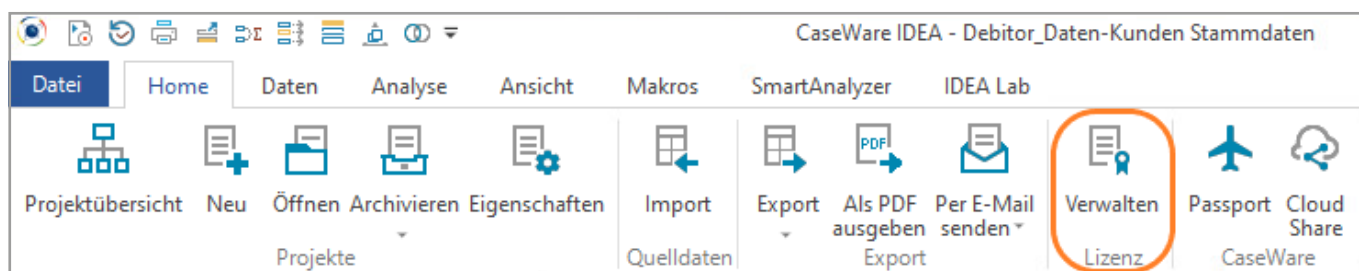 CaseWare IDEA - Debitor_Daten-Kunden Stammdaten
Datei Home Daten Analyse Ansicht Makros SmartAnalyzer IDEA Lab
PDF
Projektübersicht Neu Öffnen Archivieren Eigenschaften Import Export Als PDF Per E-Mail Verwalten Passport Cloud
ausgeben senden Share
Projekte Quelldaten Export Lizenz CaseWare